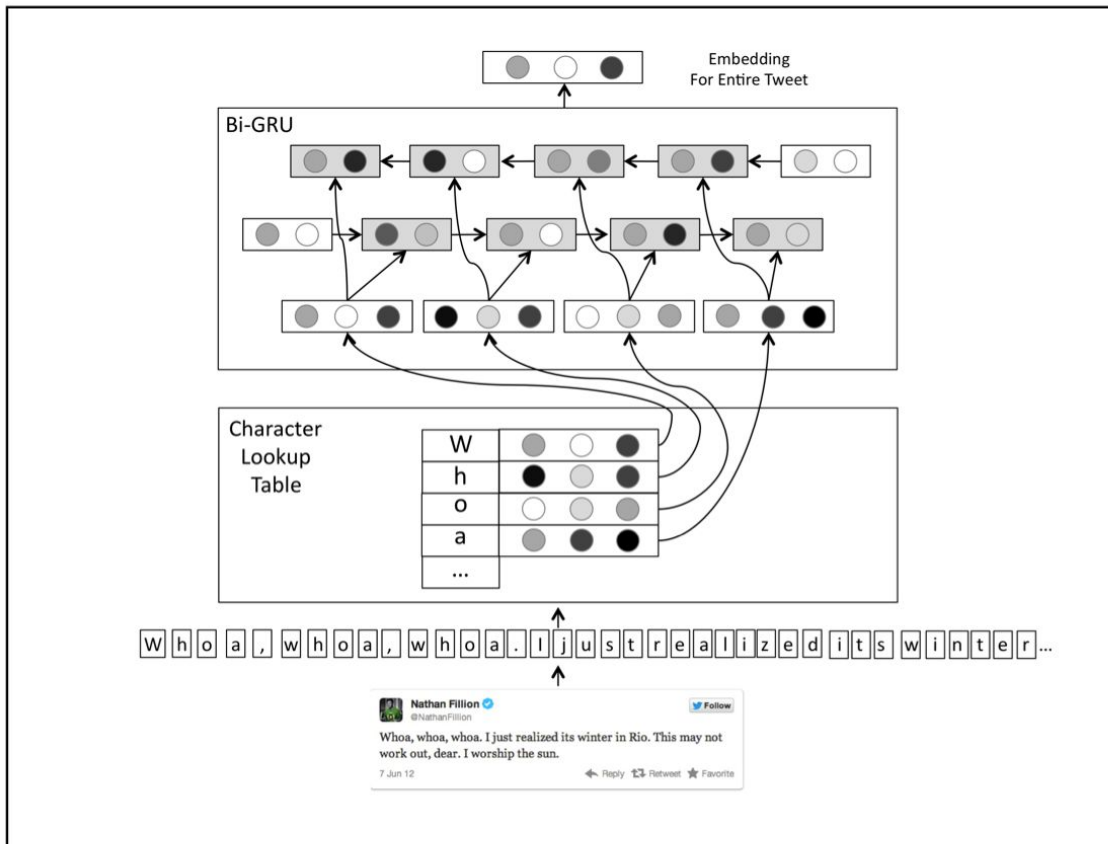 Embedding
For Entire Tweet
Bi-GRU
Character
Lookup
Table
W
h
o
a
...
W h o a , w h o a , w h o a . I j u s t r e a l i z e d i t s w i n t e r ...
Nathan Fillion
@NathanFillion
Follow
Whoa, whoa, whoa. I just realized its winter in Rio. This may not
work out, dear. I worship the sun.
7 Jun 12 Reply Retweet Favorite